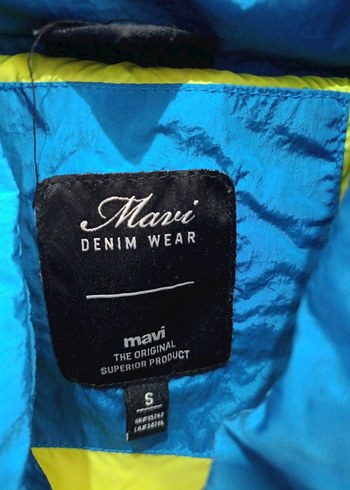 Mavi
DENIM WEAR
mavi
THE ORIGINAL
SUPERIOR PRODUCT
S